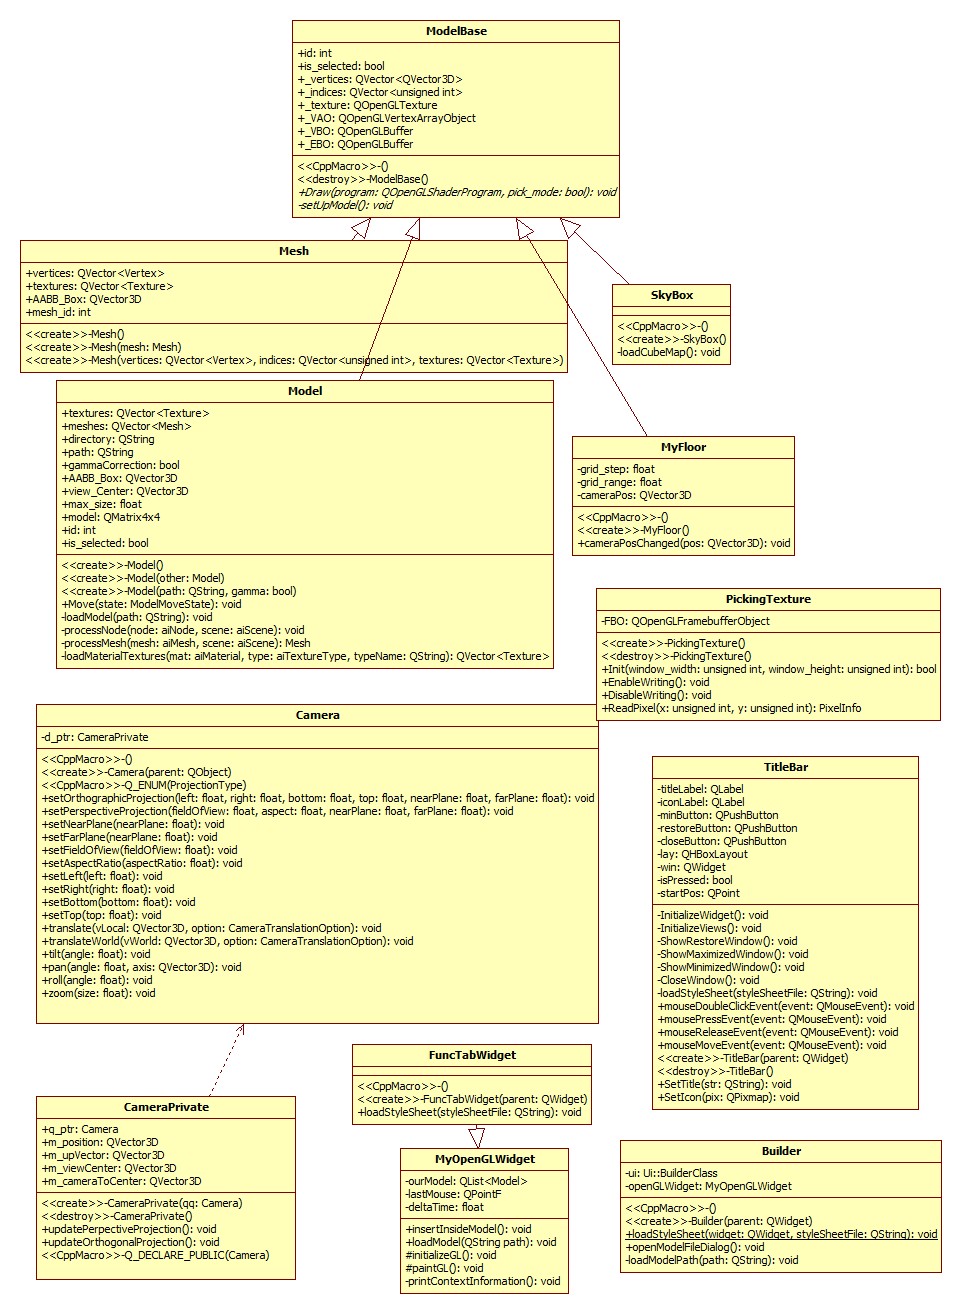 ModelBase
+id: int
+is_selected: bool
+_vertices: QVector<QVector3D>
+_indices: QVector<unsigned int>
+_texture: QOpenGLTexture
+_VAO: QOpenGLVertexArrayObject
+_VBO: QOpenGLBuffer
+_EBO: QOpenGLBuffer
<<CppMacro>>-()
<<destroy>>-ModelBase()
+Draw(program: QOpenGLShaderProgram, pick_mode: bool): void
-setUpModel(): void
Mesh
+vertices: QVector<Vertex>
+textures: QVector<Texture>
+AABB_Box: QVector3D
+mesh_id: int
<<create>>-Mesh()
<<create>>-Mesh(mesh: Mesh)
<<create>>-Mesh(vertices: QVector<Vertex>, indices: QVector<unsigned int>, textures: QVector<Texture>)
SkyBox
<<CppMacro>>-()
<<create>>-SkyBox()
-loadCubeMap(): void
Model
+textures: QVector<Texture>
+meshes: QVector<Mesh>
+directory: QString
+path: QString
+gammaCorrection: bool
+AABB_Box: QVector3D
+view_Center: QVector3D
+max_size: float
+model: QMatrix4x4
+id: int
+is_selected: bool
<<create>>-Model()
<<create>>-Model(other: Model)
<<create>>-Model(path: QString, gamma: bool)
+Move(state: ModelMoveState): void
-loadModel(path: QString): void
-processNode(node: aiNode, scene: aiScene): void
-processMesh(mesh: aiMesh, scene: aiScene): Mesh
-loadMaterialTextures(mat: aiMaterial, type: aiTextureType, typeName: QString): QVector<Texture>
MyFloor
-grid_step: float
-grid_range: float
-cameraPos: QVector3D
<<CppMacro>>-()
<<create>>-MyFloor()
+cameraPosChanged(pos: QVector3D): void
PickingTexture
-FBO: QOpenGLFramebufferObject
<<create>>-PickingTexture()
<<destroy>>-PickingTexture()
+Init(window_width: unsigned int, window_height: unsigned int): bool
+EnableWriting(): void
+DisableWriting(): void
+ReadPixel(x: unsigned int, y: unsigned int): PixelInfo
Camera
-d_ptr: CameraPrivate
<<CppMacro>>-()
<<create>>-Camera(parent: QObject)
<<CppMacro>>-Q_ENUM(ProjectionType)
+setOrthographicProjection(left: float, right: float, bottom: float, top: float, nearPlane: float, farPlane: float): void
+setPerspectiveProjection(fieldOfView: float, aspect: float, nearPlane: float, farPlane: float): void
+setNearPlane(nearPlane: float): void
+setFarPlane(nearPlane: float): void
+setFieldOfView(fieldOfView: float): void
+setAspectRatio(aspectRatio: float): void
+setLeft(left: float): void
+setRight(right: float): void
+setBottom(bottom: float): void
+setTop(top: float): void
+translate(vLocal: QVector3D, option: CameraTranslationOption): void
+translateWorld(vWorld: QVector3D, option: CameraTranslationOption): void
+tilt(angle: float): void
+pan(angle: float, axis: QVector3D): void
+roll(angle: float): void
+zoom(size: float): void
TitleBar
-titleLabel: QLabel
-iconLabel: QLabel
-minButton: QPushButton
-restoreButton: QPushButton
-closeButton: QPushButton
-lay: QHBoxLayout
-win: QWidget
-isPressed: bool
-startPos: QPoint
-InitializeWidget(): void
-InitializeViews(): void
-ShowRestoreWindow(): void
-ShowMaximizedWindow(): void
-ShowMinimizedWindow(): void
-CloseWindow(): void
-loadStyleSheet(styleSheetFile: QString): void
+mouseDoubleClickEvent(event: QMouseEvent): void
+mousePressEvent(event: QMouseEvent): void
+mouseReleaseEvent(event: QMouseEvent): void
+mouseMoveEvent(event: QMouseEvent): void
<<create>>-TitleBar(parent: QWidget)
<<destroy>>-TitleBar()
+SetTitle(str: QString): void
+SetIcon(pix: QPixmap): void
FuncTabWidget
<<CppMacro>>-()
<<create>>-FuncTabWidget(parent: QWidget)
+loadStyleSheet(styleSheetFile: QString): void
CameraPrivate
+q_ptr: Camera
+m_position: QVector3D
+m_upVector: QVector3D
+m_viewCenter: QVector3D
+m_cameraToCenter: QVector3D
<<create>>-CameraPrivate(qq: Camera)
<<destroy>>-CameraPrivate()
+updatePerpectiveProjection(): void
+updateOrthogonalProjection(): void
<<CppMacro>>-Q_DECLARE_PUBLIC(Camera)
MyOpenGLWidget
-ourModel: QList<Model>
-lastMouse: QPointF
-deltaTime: float
+insertInsideModel(): void
+loadModel(QString path): void
#initializeGL(): void
#paintGL(): void
-printContextInformation(): void
Builder
-ui: Ui::BuilderClass
-openGLWidget: MyOpenGLWidget
<<CppMacro>>-()
<<create>>-Builder(parent: QWidget)
+loadStyleSheet(widget: QWidget, styleSheetFile: QString): void
+openModelFileDialog(): void
-loadModelPath(path: QString): void